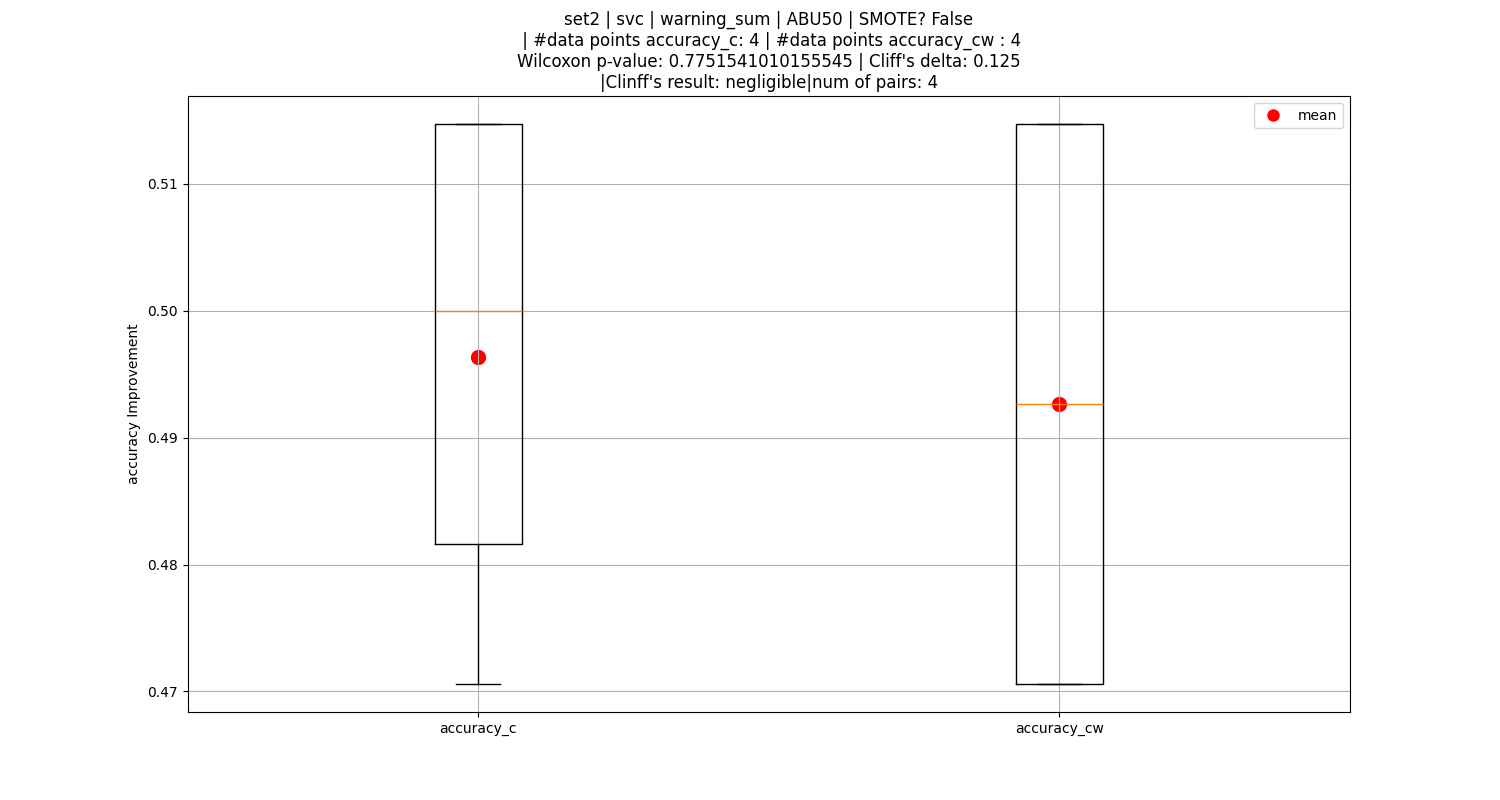 set2 | svc | warning_sum | ABU50 | SMOTE? False
| #data points accuracy_c: 4 | #data points accuracy_cw : 4
Wilcoxon p-value: 0.7751541010155545 | Cliff's delta: 0.125
|Clinff's result: negligible|num of pairs: 4
mean
0.51
0.50
0.49
0.48
0.47
accuracy Improvement
accuracy_c
accuracy_cw